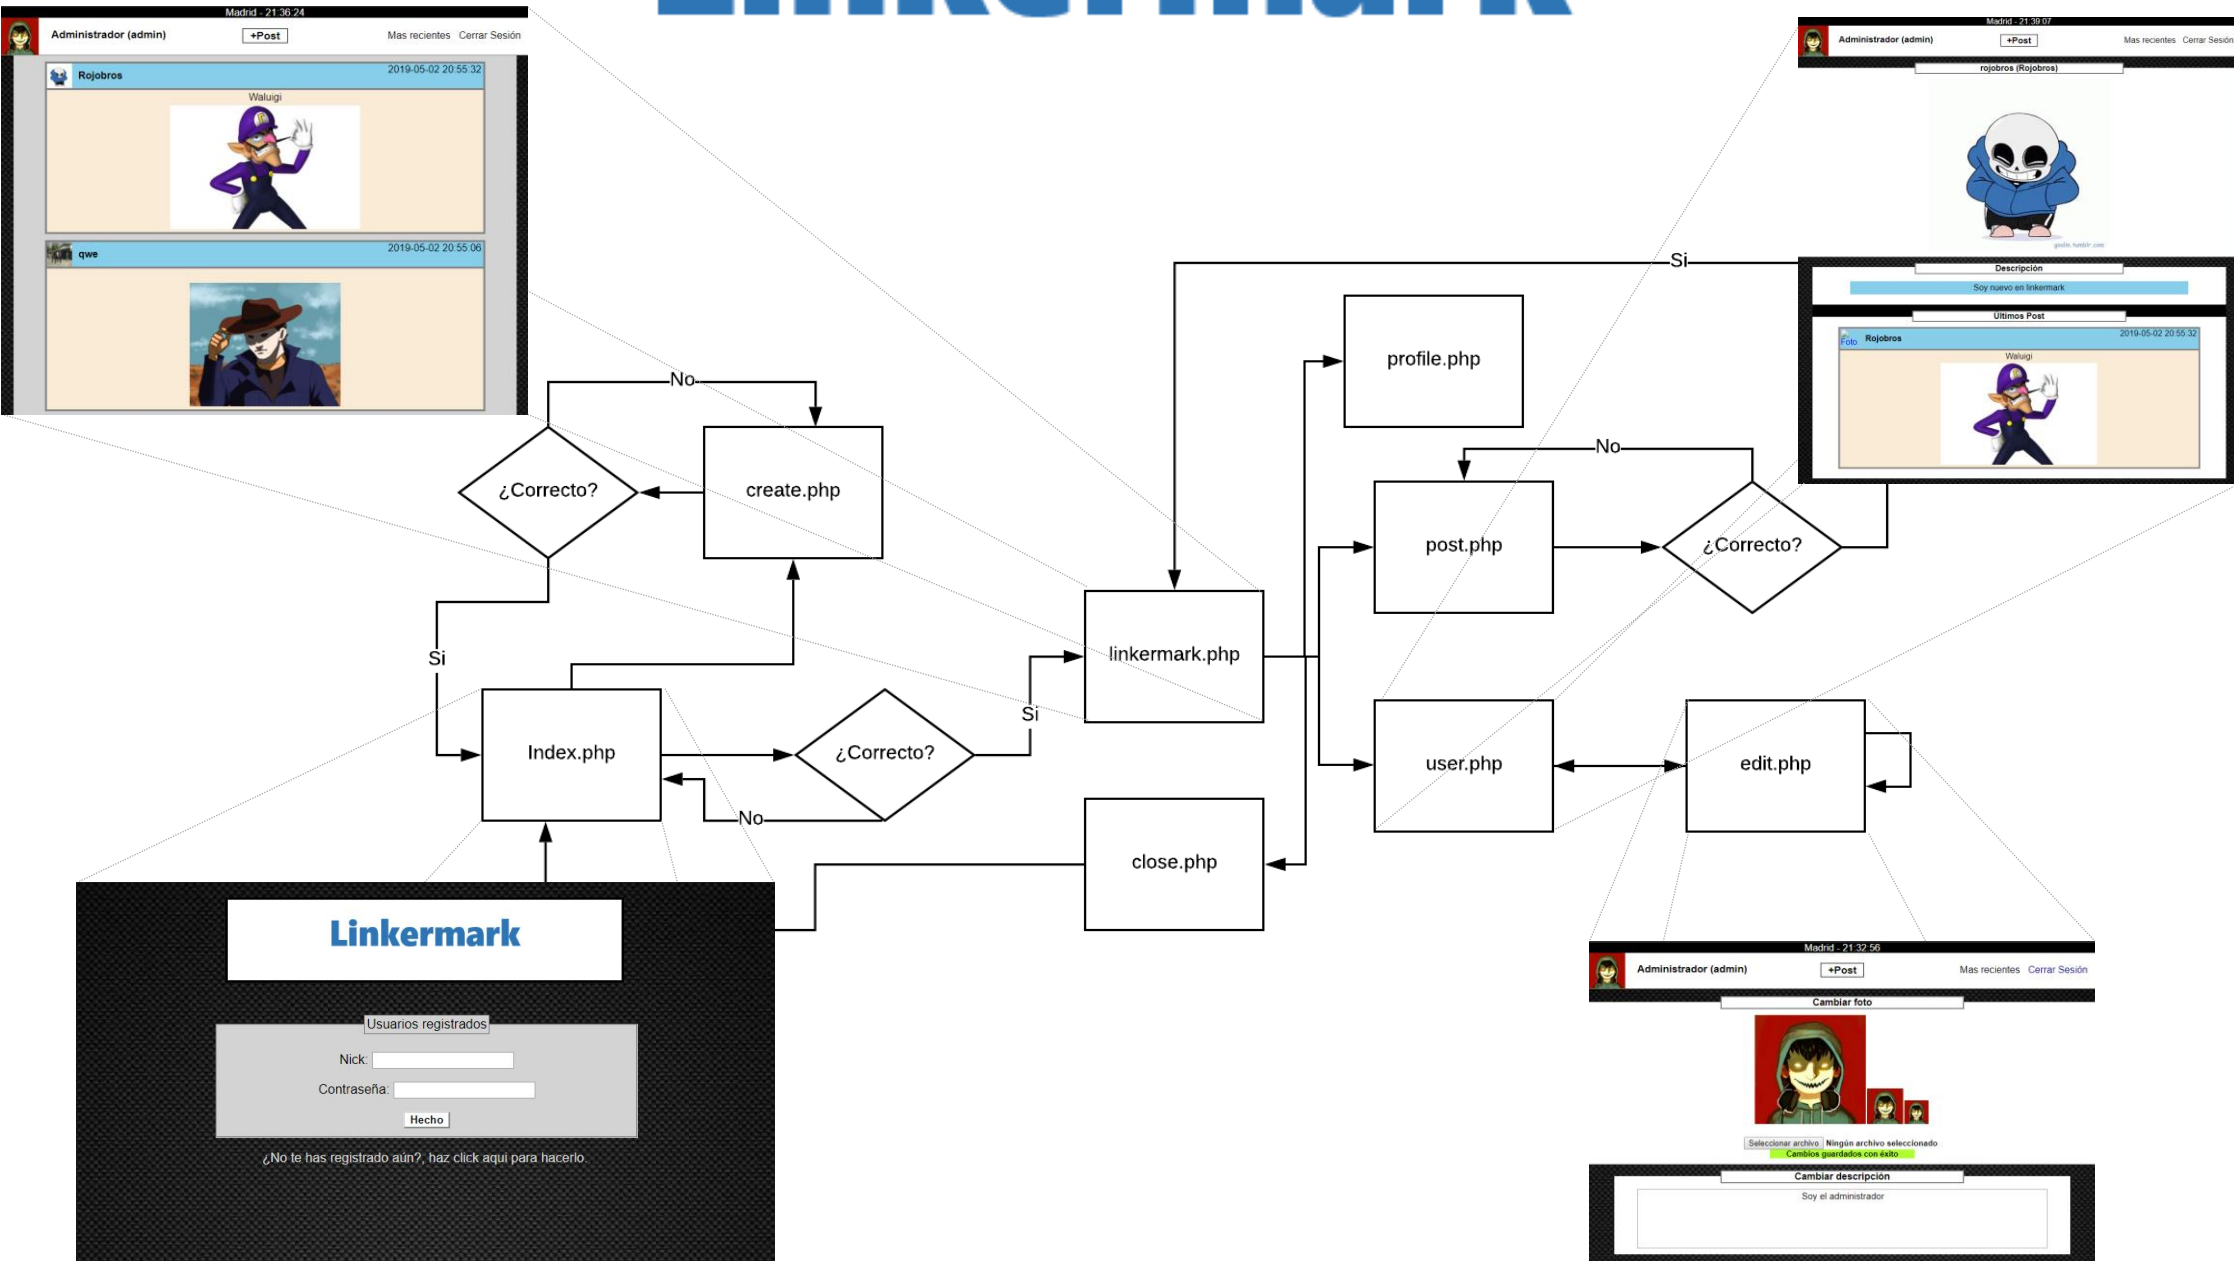 Linkermark
Madrid - 21:36:24
Administrador (admin)
+Post
Mas recientes Cerrar Sesión
Rojobros
2019-05-02 20:55:32
Waluigi
qwe
2019-05-02 20:55:06
Madrid - 21:39:07
Administrador (admin)
+Post
Mas recientes Cerrar Sesión
rojobros (Rojobros)
Descripción
Soy nuevo en linkermark
Últimos Post
Foto
Rojobros
2019-05-02 20:55:32
Waluigi
Si
profile.php
No
¿Correcto?
create.php
No
post.php
¿Correcto?
Si
linkermark.php
Si
Index.php
¿Correcto?
No
user.php
edit.php
close.php
Linkermark
Usuarios registrados
Nick:
Contraseña:
Hecho
¿No te has registrado aún?, haz click aqui para hacerlo.
Madrid - 21:32:56
Administrador (admin)
+Post
Mas recientes Cerrar Sesión
Cambiar foto
Seleccionar archivo Ningún archivo seleccionado
Cambios guardados con éxito
Cambiar descripción
Soy el administrador